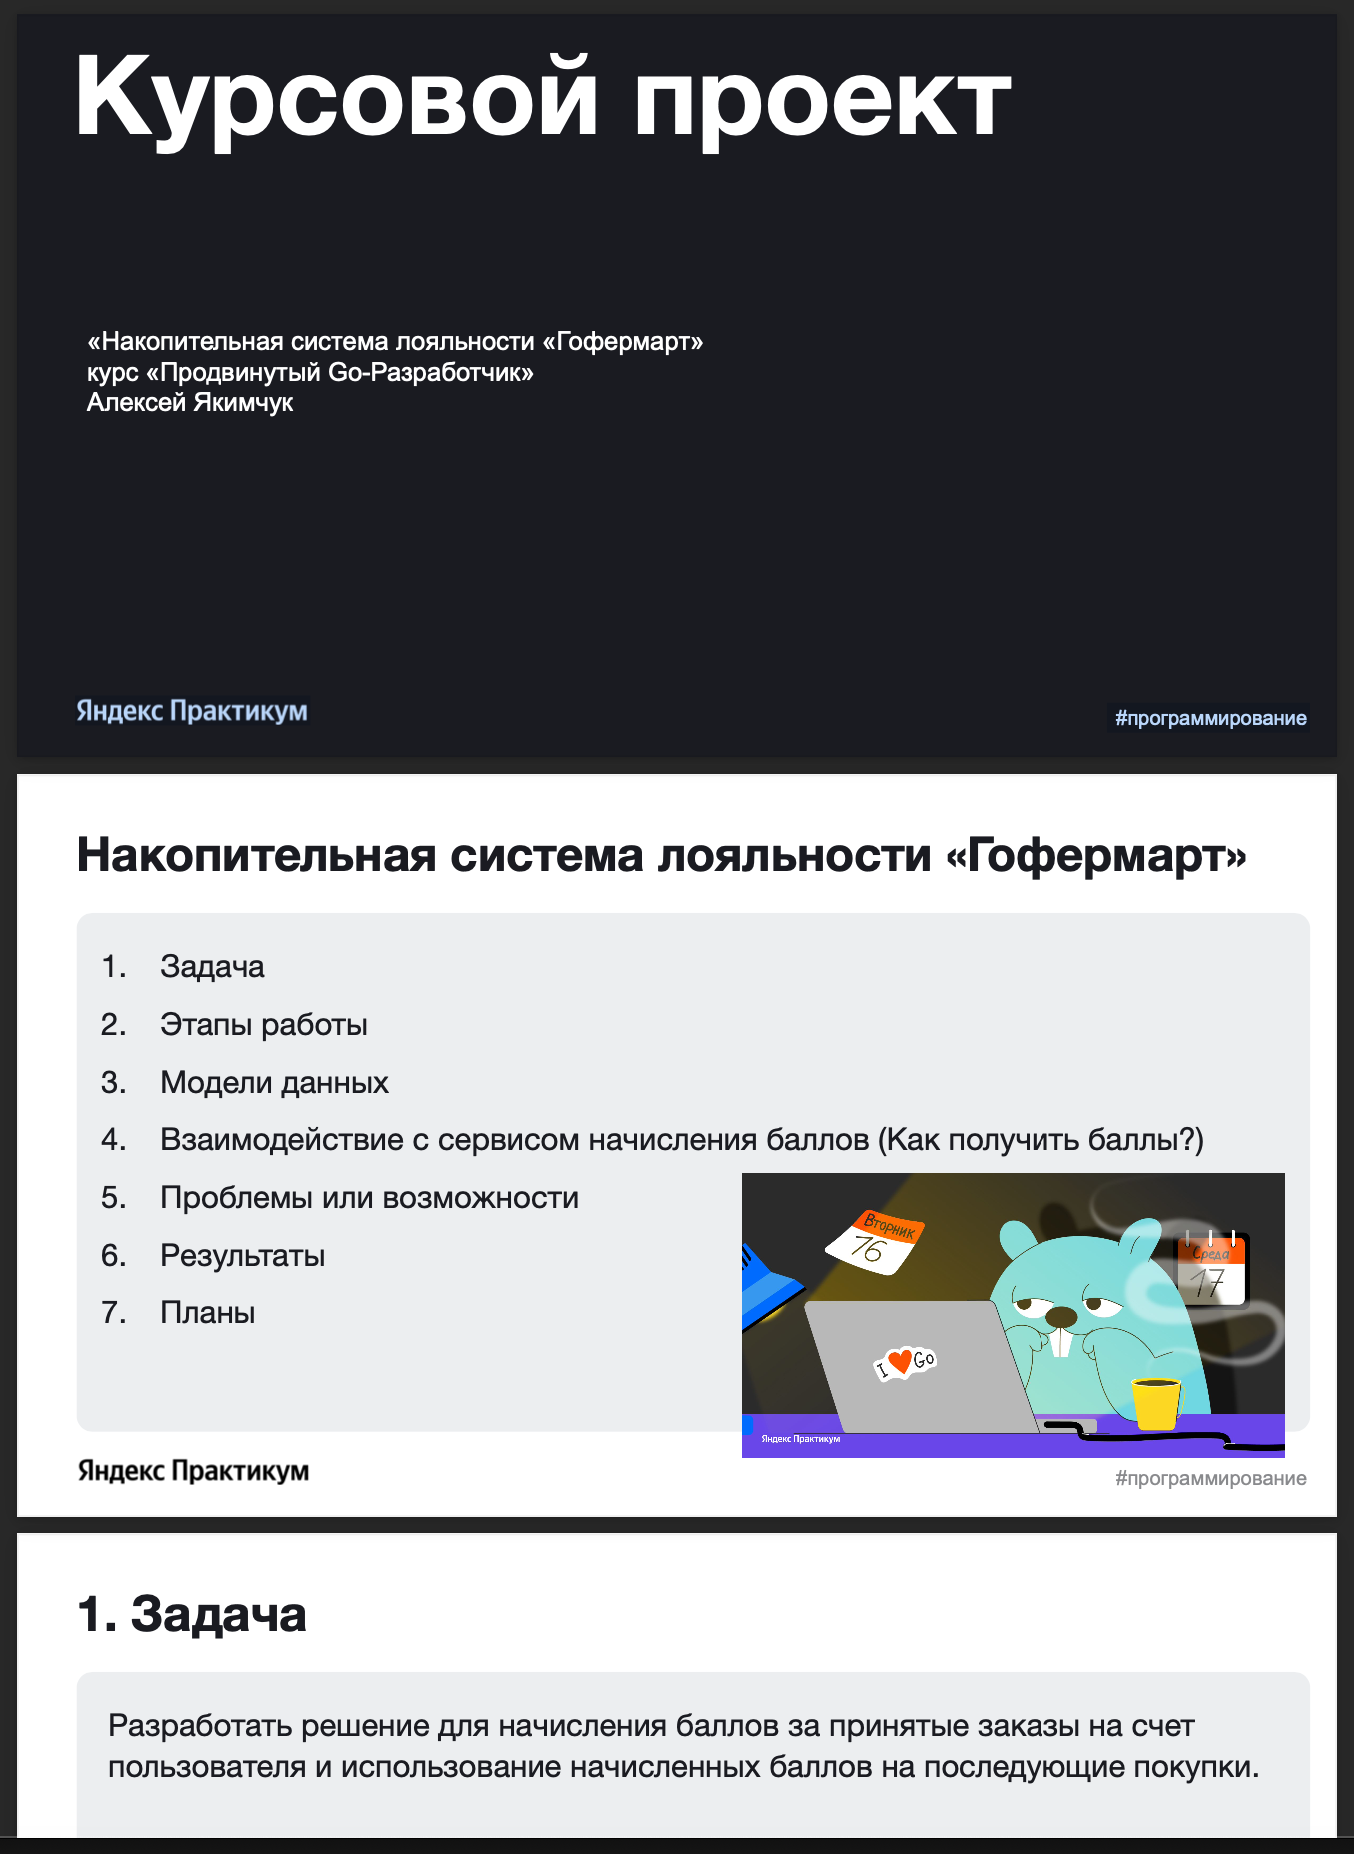 Курсовой проект
«Накопительная система лояльности «Гофермарт»
курс «Продвинутый Go-Разработчик»
Алексей Якимчук
Яндекс Практикум
#программирование
Накопительная система лояльности «Гофермарт»
1. Задача
2. Этапы работы
3. Модели данных
4. Взаимодействие с сервисом начисления баллов (Как получить баллы?)
5. Проблемы или возможности
6. Результаты
7. Планы
Вторник
16
Среда
17
I Go
Яндекс Практикум
Яндекс Практикум
#программирование
1. Задача
Разработать решение для начисления баллов за принятые заказы на счет
пользователя и использование начисленных баллов на последующие покупки.